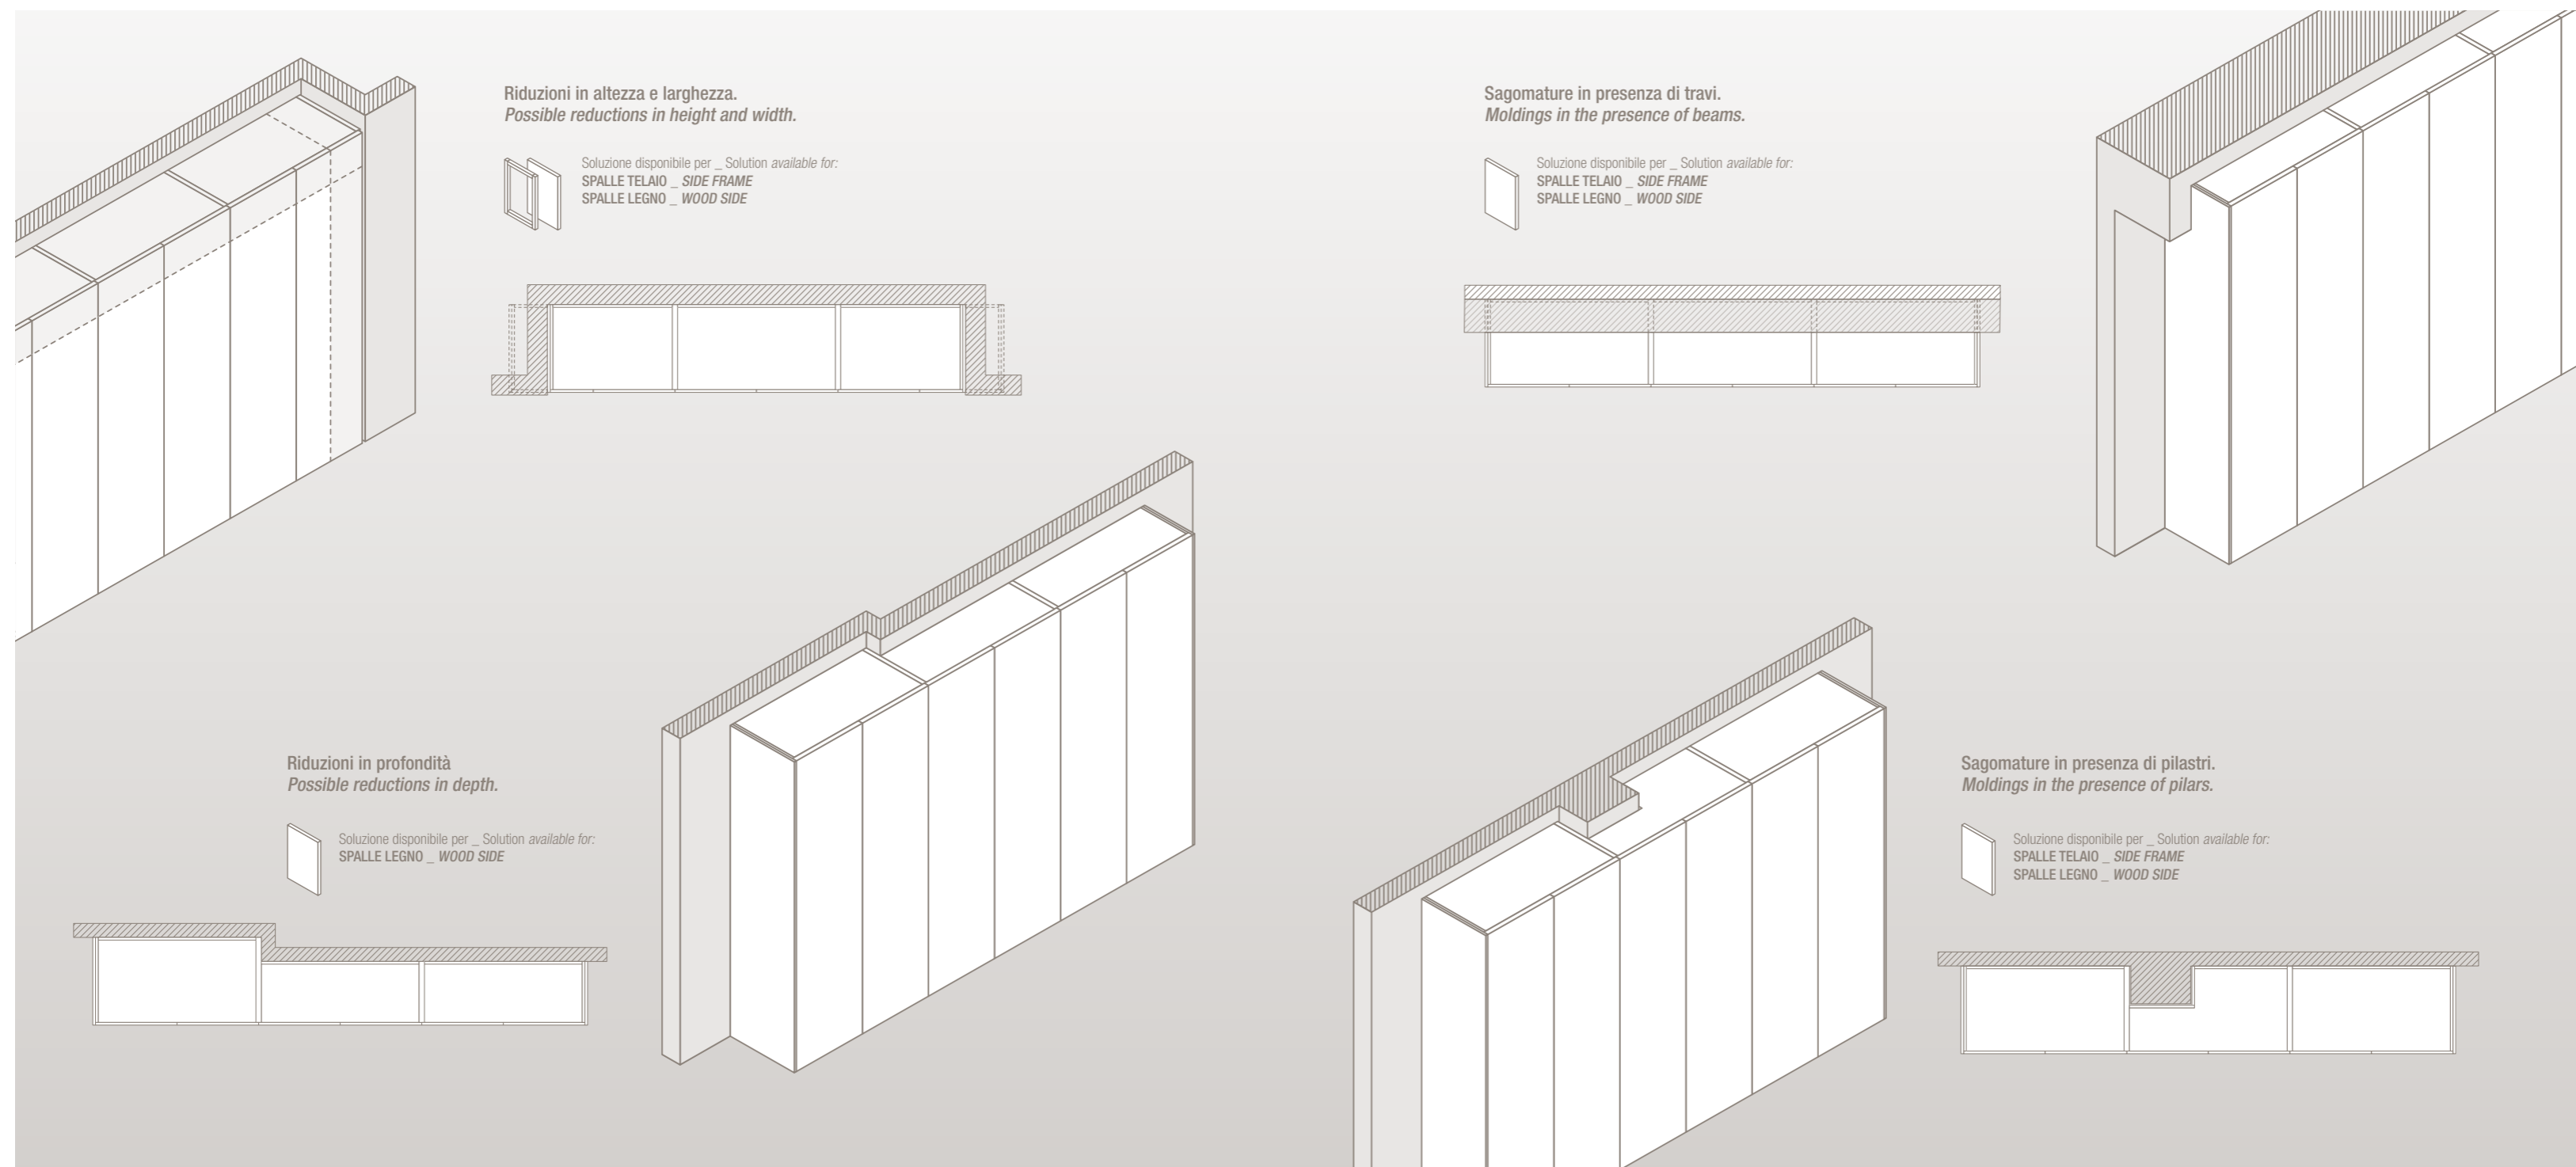 Riduzioni in altezza e larghezza.
Possible reductions in height and width.
Soluzione disponibile per _ Solution available for:
SPALLE TELAIO _ SIDE FRAME
SPALLE LEGNO _ WOOD SIDE
Sagomature in presenza di travi.
Moldings in the presence of beams.
Soluzione disponibile per _ Solution available for:
SPALLE TELAIO _ SIDE FRAME
SPALLE LEGNO _ WOOD SIDE
Riduzioni in profondità
Possible reductions in depth.
Soluzione disponibile per _ Solution available for:
SPALLE LEGNO _ WOOD SIDE
Sagomature in presenza di pilastri.
Moldings in the presence of pilars.
Soluzione disponibile per _ Solution available for:
SPALLE TELAIO _ SIDE FRAME
SPALLE LEGNO _ WOOD SIDE